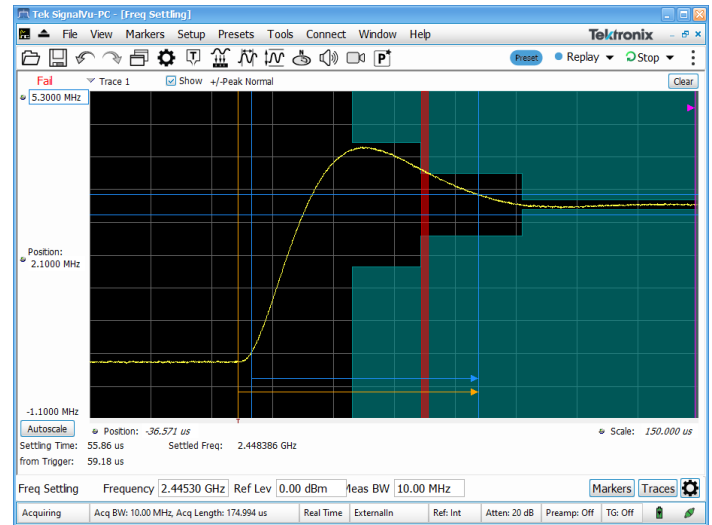 Tek SignalVu-PC - [Freq Settling]
File View Markers Setup Presets Tools Connect Window Help
Tektronix
T P Preset Replay Stop
Fail Trace 1 Show +/-Peak Normal Clear
5.3000 MHz
Position:
2.1000 MHz
-1.1000 MHz
T
Autoscale Position: -36.571 us Scale: 150.000 us
Settling Time: 55.86 us Settled Freq: 2.448386 GHz
from Trigger: 59.18 us
Freq Settling Frequency 2.44530 GHz Ref Lev 0.00 dBm Meas BW 10.00 MHz Markers Traces
Acquiring Acq BW: 10.00 MHz, Acq Length: 174.994 us Real Time ExternalIn Ref: Int Atten: 20 dB Preamp: Off TG: Off